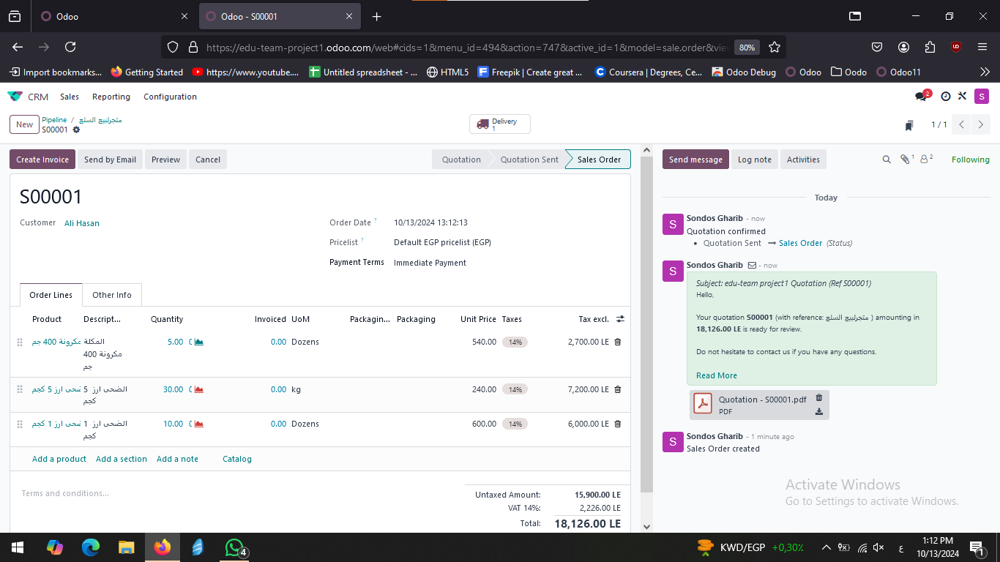 Odoo
Odoo - S00001
https://edu-team-project1.odoo.com/web#cids=1&menu_id=494&action=747&active_id=1&model=sale.order&vie
80%
Import bookmarks...
Getting Started
https://www.youtube....
Untitled spreadsheet - ...
HTML5
Freepik | Create great ...
Coursera | Degrees, Ce...
Odoo Debug
Odoo
Oodo
Odoo11
CRM
Sales
Reporting
Configuration
2
S
New
Pipeline / متجرلبيع السلع
S00001
Delivery
1
1 / 1
Create Invoice
Send by Email
Preview
Cancel
Quotation
Quotation Sent
Sales Order
S00001
Customer Ali Hasan
Order Date ? 10/13/2024 13:12:13
Pricelist ? Default EGP pricelist (EGP)
Payment Terms Immediate Payment
Order Lines
Other Info
Product Descript... Quantity Invoiced UoM Packagin... Packaging Unit Price Taxes Tax excl.
مكرونة 400 جم المكلة 5.00 0.00 Dozens 540.00 14% 2,700.00 LE
مكرونة 400
جم
ضحى ارز 5 كجم الضحى ارز 5 30.00 0.00 kg 240.00 14% 7,200.00 LE
كجم
ضحى ارز 1 كجم الضحى ارز 1 10.00 0.00 Dozens 600.00 14% 6,000.00 LE
كجم
Add a product Add a section Add a note Catalog
Terms and conditions...
Untaxed Amount: 15,900.00 LE
VAT 14%: 2,226.00 LE
Total: 18,126.00 LE
Send message
Log note
Activities
1
2
Following
Today
S
Sondos Gharib - now
Quotation confirmed
• Quotation Sent → Sales Order (Status)
S
Sondos Gharib - now
Subject: edu-team project1 Quotation (Ref S00001)
Hello,
Your quotation S00001 (with reference: متجرلبيع السلع ) amounting in
18,126.00 LE is ready for review.
Do not hesitate to contact us if you have any questions.
Read More
Quotation - S00001.pdf
PDF
S
Sondos Gharib - 1 minute ago
Sales Order created
Activate Windows
Go to Settings to activate Windows.
4
KWD/EGP +0,30%
ع
1:12 PM
10/13/2024
1